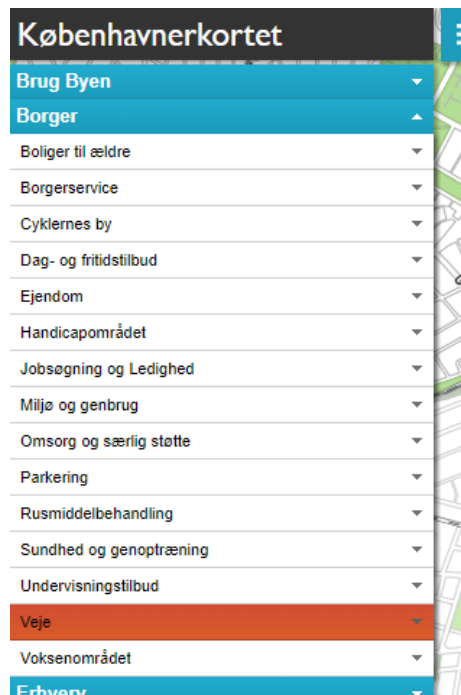 Københavnerkortet
Brug Byen
Borger
Boliger til ældre
Borgerservice
Cyklernes by
Dag- og fritidstilbud
Ejendom
Handicapområdet
Jobsøgning og Ledighed
Miljø og genbrug
Omsorg og særlig støtte
Parkering
Rusmiddelbehandling
Sundhed og genoptræning
Undervisningstilbud
Veje
Voksenområdet
Erhverv